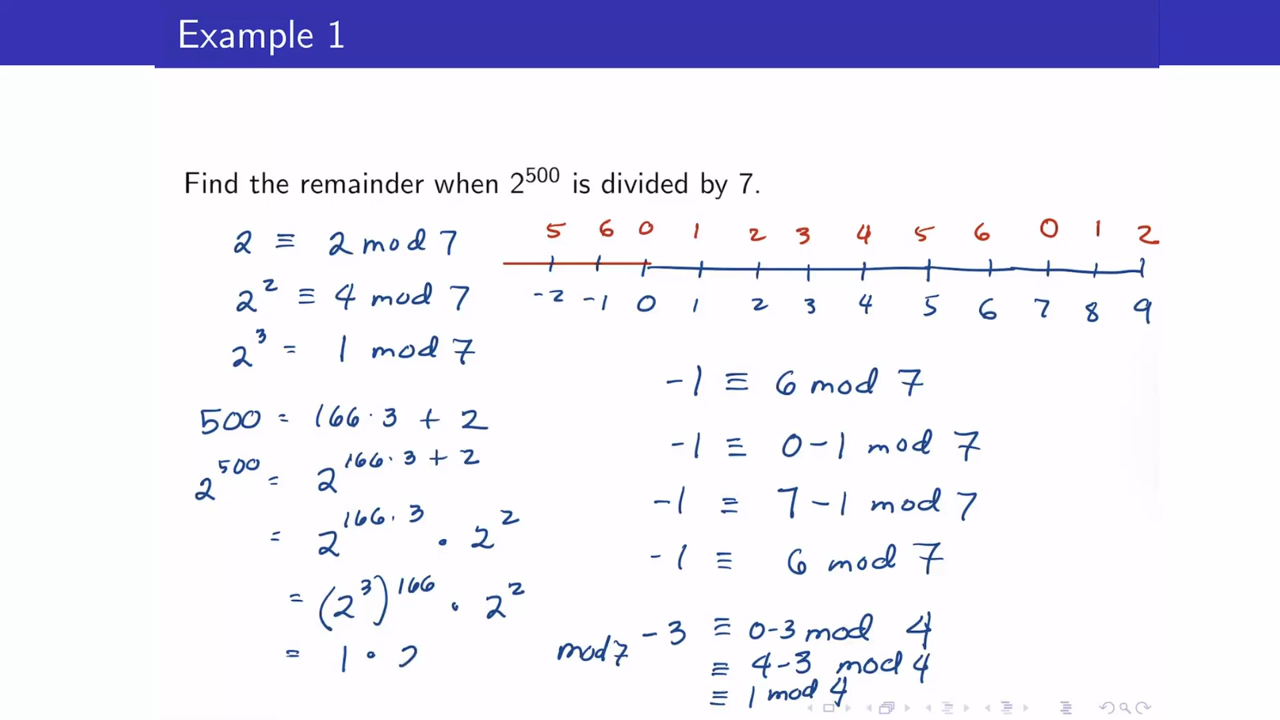 Example 1
Find the remainder when 2^500 is divided by 7.
2 ≡ 2 mod 7
2^2 ≡ 4 mod 7
2^3 = 1 mod 7
500 = 166·3 + 2
2^500 = 2^166·3 + 2
= 2^166·3 · 2^2
= (2^3)^166 · 2^2
= 1 ·
5 6 0 1 2 3 4 5 6 0 1 2
-2 -1 0 1 2 3 4 5 6 7 8 9
-1 ≡ 6 mod 7
-1 ≡ 0-1 mod 7
-1 ≡ 7-1 mod 7
-1 ≡ 6 mod 7
mod 7
-3 ≡ 0-3 mod 4
≡ 4-3 mod 4
≡ 1 mod 4